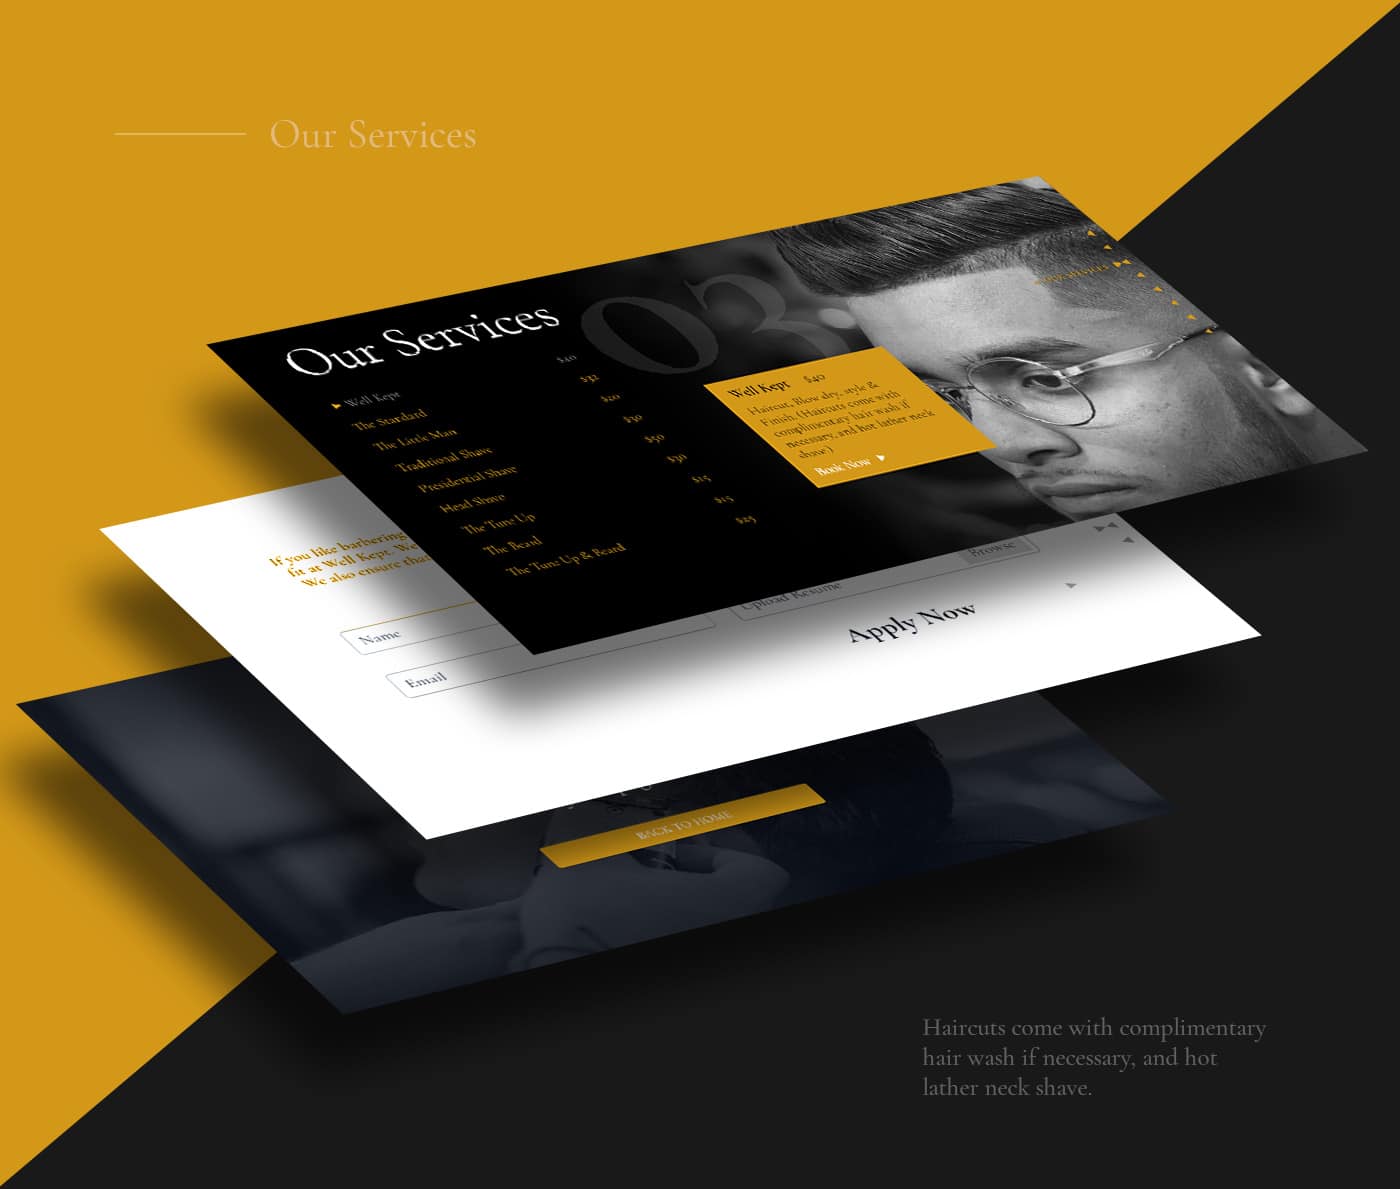 Our Services
Our Services
03
Well Kept $40
The Standard $32
The Little Man $20
Traditional Shave $30
Presidential Shave $50
Head Shave $30
The Tune Up $15
The Beard $15
The Tune Up & Beard $25
Well Kept $40
Haircut, Blow dry, style &
Finish. (Haircuts come with
complimentary hair wash if
necessary, and hot lather neck
shave)
Book Now
OUR SERVICES
If you like barbering
fit at Well Kept. We
We also ensure that
Name
Email
Upload Resume
Browse
Apply Now
BACK TO HOME
Haircuts come with complimentary
hair wash if necessary, and hot
lather neck shave.